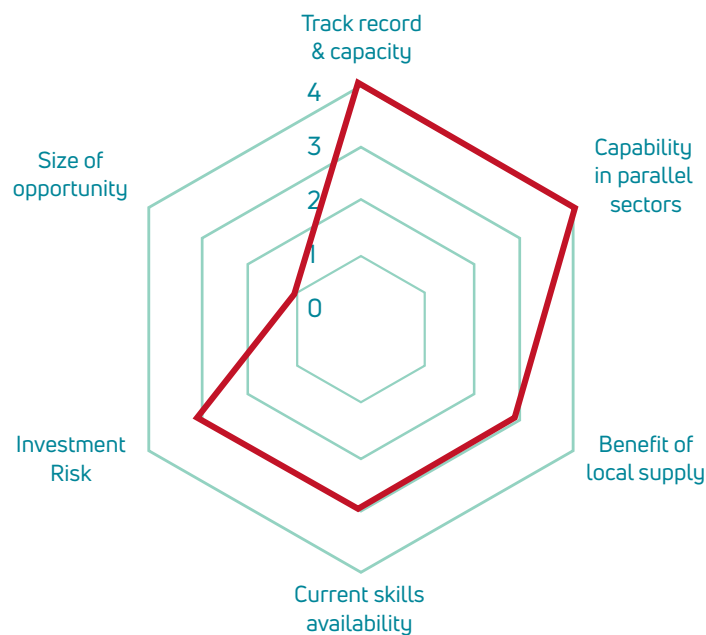 Track record
& capacity
4
3
2
1
0
Size of
opportunity
Capability
in parallel
sectors
Investment
Risk
Benefit of
local supply
Current skills
availability